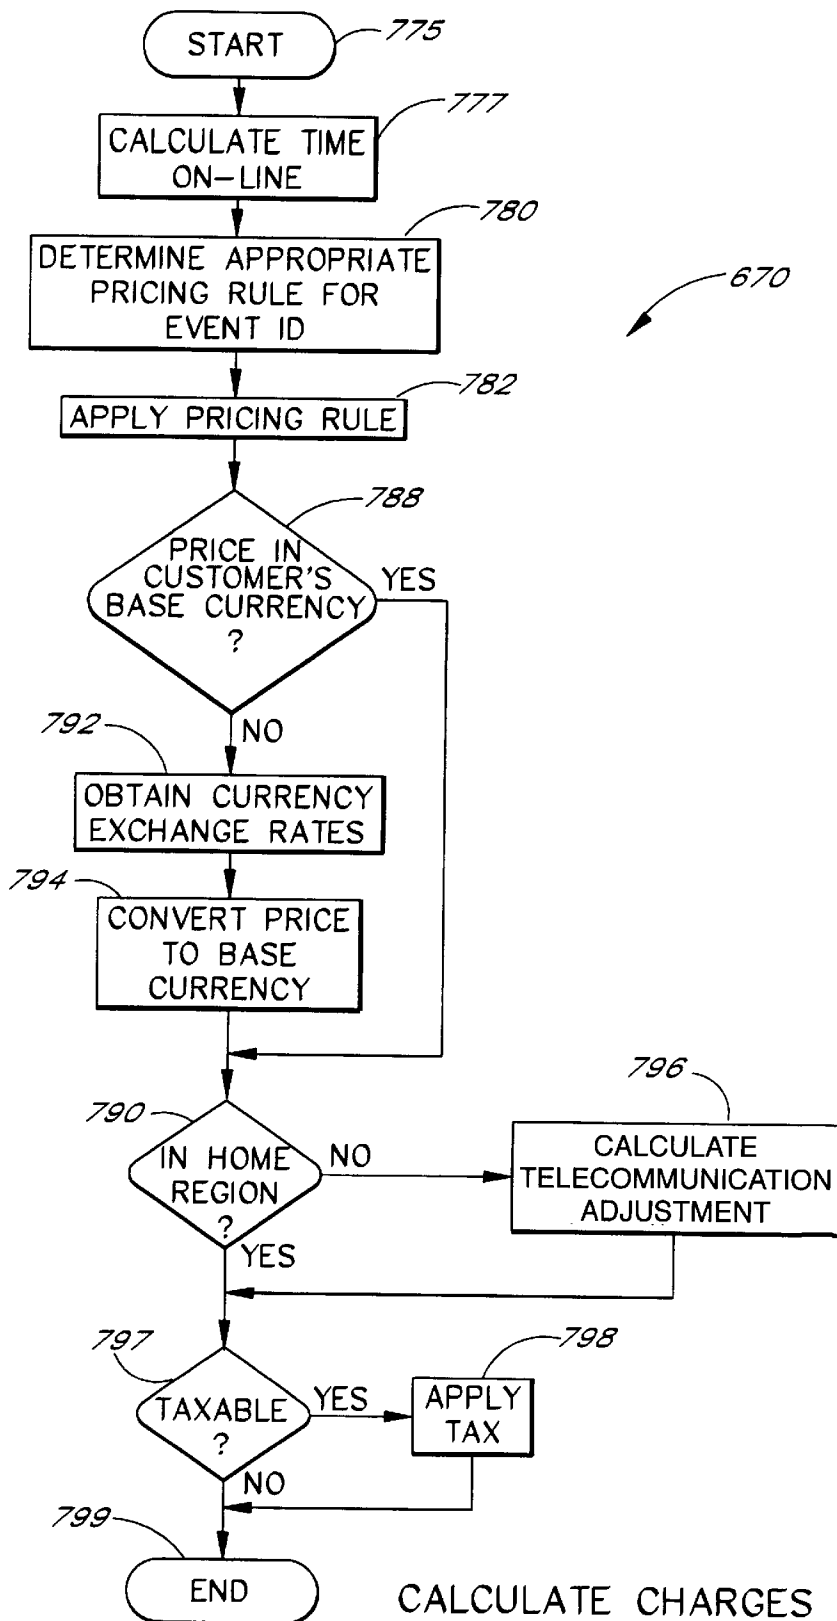 START
775
777
CALCULATE TIME
ON-LINE
780
DETERMINE APPROPRIATE
PRICING RULE FOR
EVENT ID
670
782
APPLY PRICING RULE
788
PRICE IN
CUSTOMER'S
BASE CURRENCY
?
YES
NO
792
OBTAIN CURRENCY
EXCHANGE RATES
794
CONVERT PRICE
TO BASE
CURRENCY
790
IN HOME
REGION
?
NO
796
CALCULATE
TELECOMMUNICATION
ADJUSTMENT
YES
797
TAXABLE
?
YES
798
APPLY
TAX
NO
799
END
CALCULATE CHARGES